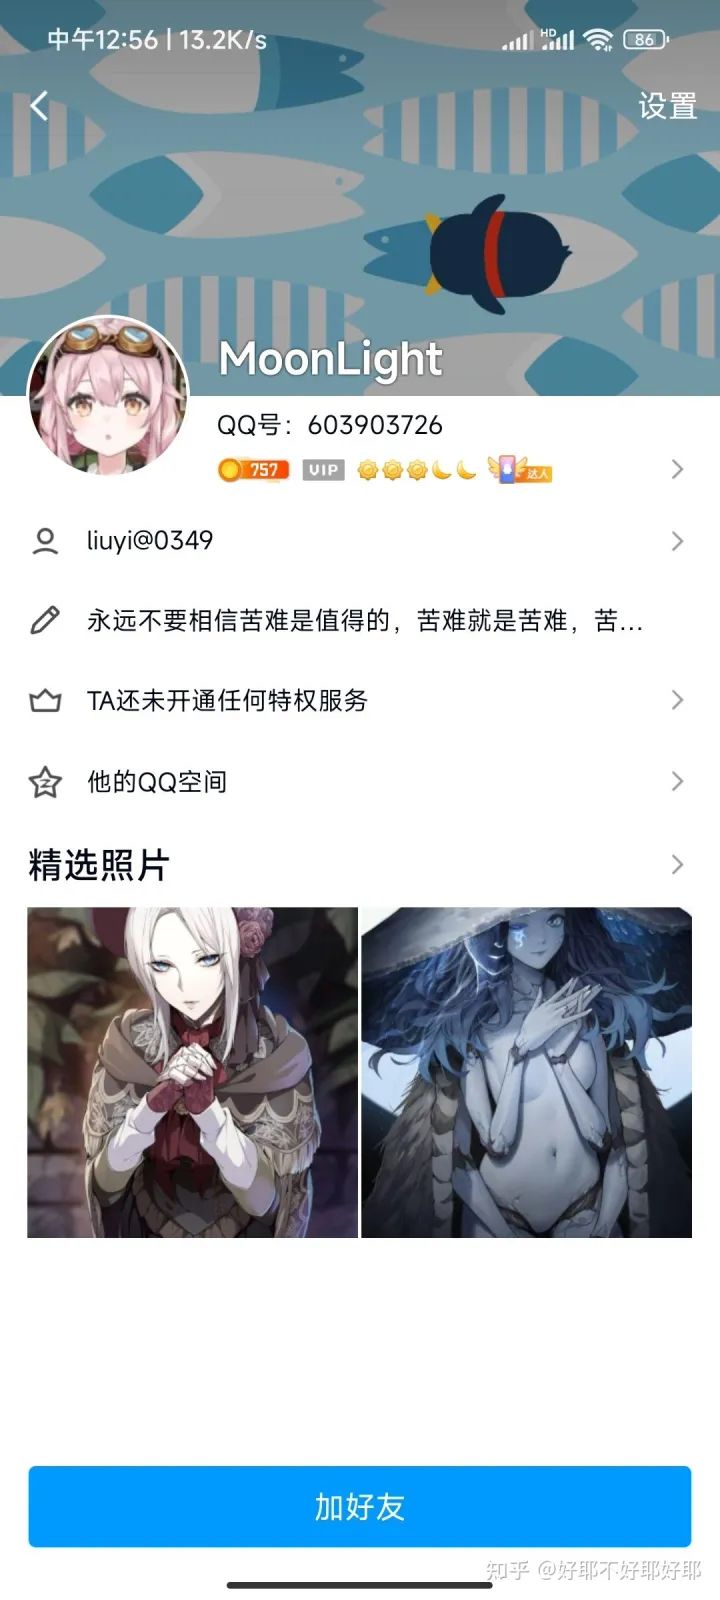 中午12:56 | 13.2K/s
HD
86
设置
MoonLight
QQ号：603903726
757
VIP
达人
liuyi@0349
永远不要相信苦难是值得的，苦难就是苦难，苦...
TA还未开通任何特权服务
他的QQ空间
精选照片
加好友
知乎 @好耶不好耶好耶